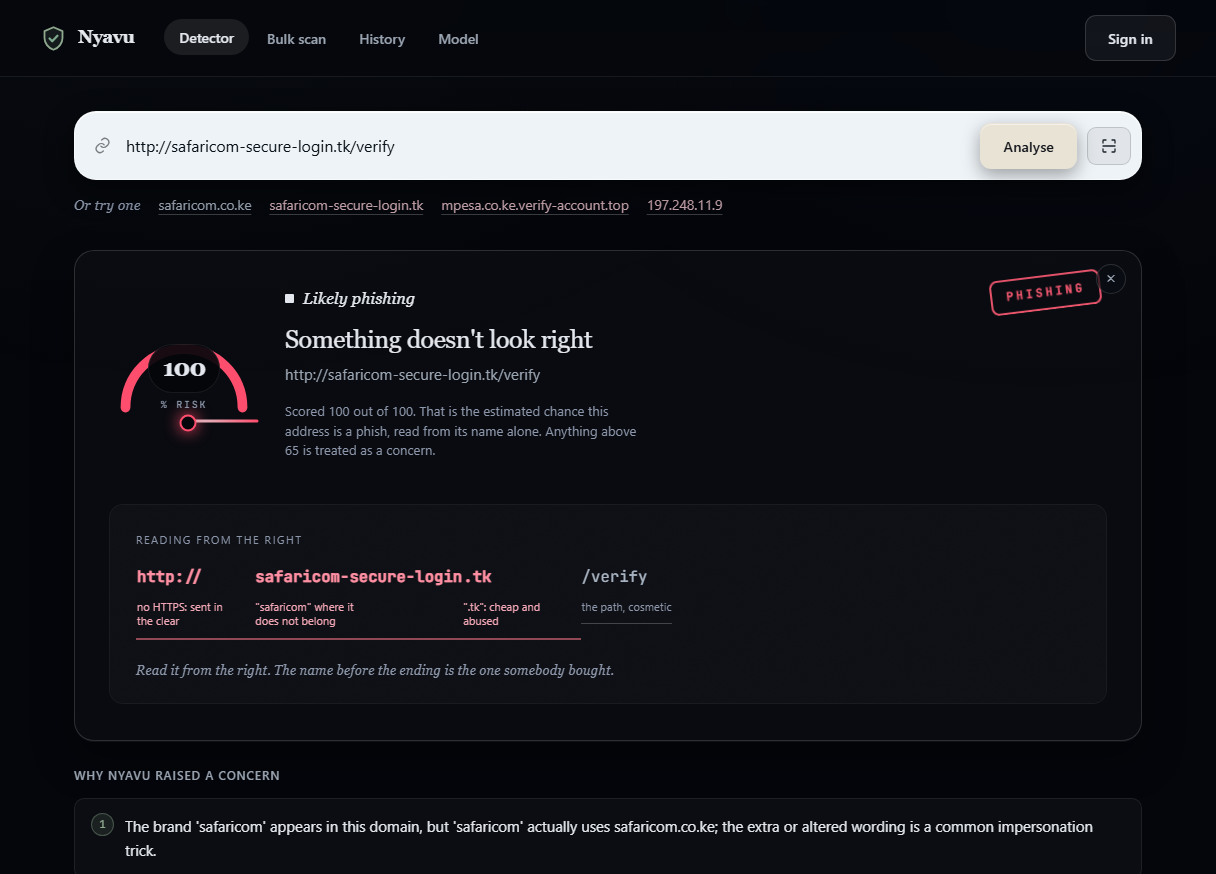 Nyavu
Detector
Bulk scan
History
Model
Sign in
http://safaricom-secure-login.tk/verify
Analyse
Or try one safaricom.co.ke safaricom-secure-login.tk mpesa.co.ke.verify-account.top 197.248.11.9
PHISHING
Likely phishing
Something doesn't look right
http://safaricom-secure-login.tk/verify
100
% RISK
Scored 100 out of 100. That is the estimated chance this
address is a phish, read from its name alone. Anything above
65 is treated as a concern.
READING FROM THE RIGHT
http:// safaricom-secure-login.tk /verify
no HTTPS: sent in
the clear
"safaricom" where it
does not belong
".tk": cheap and
abused
the path, cosmetic
Read it from the right. The name before the ending is the one somebody bought.
WHY NYAVU RAISED A CONCERN
1
The brand 'safaricom' appears in this domain, but 'safaricom' actually uses safaricom.co.ke; the extra or altered wording is a common impersonation
trick.